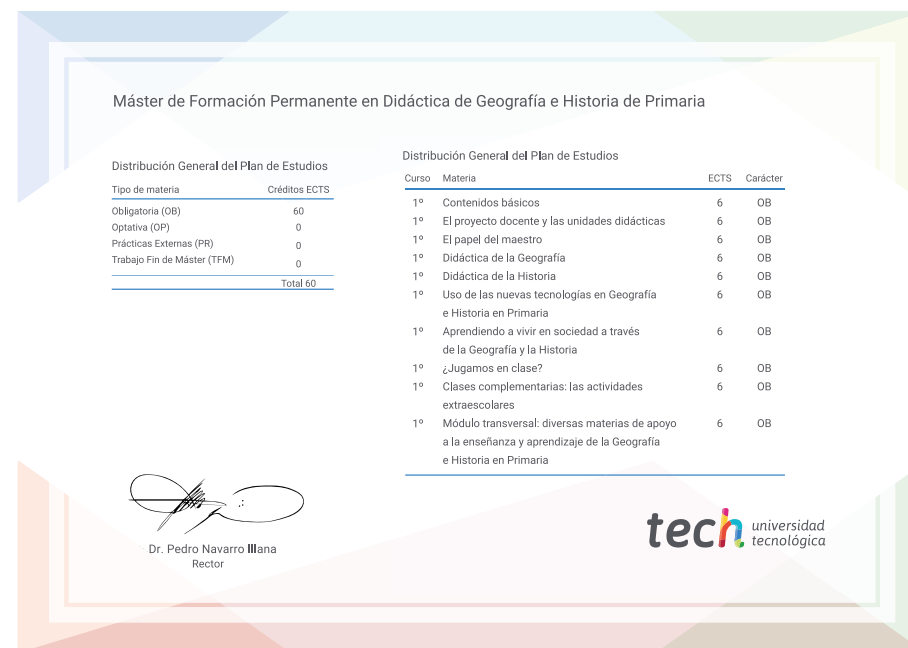 Máster de Formación Permanente en Didáctica de Geografía e Historia de Primaria
Distribución General del Plan de Estudios
Tipo de materia Créditos ECTS
Obligatoria (OB) 60
Optativa (OP) 0
Prácticas Externas (PR) 0
Trabajo Fin de Máster (TFM) 0
Total 60
Distribución General del Plan de Estudios
Curso Materia ECTS Carácter
1º Contenidos básicos 6 OB
1º El proyecto docente y las unidades didácticas 6 OB
1º El papel del maestro 6 OB
1º Didáctica de la Geografía 6 OB
1º Didáctica de la Historia 6 OB
1º Uso de las nuevas tecnologías en Geografía 6 OB
e Historia en Primaria
1º Aprendiendo a vivir en sociedad a través 6 OB
de la Geografía y la Historia
1º ¿Jugamos en clase? 6 OB
1º Clases complementarias: las actividades 6 OB
extraescolares
1º Módulo transversal: diversas materias de apoyo 6 OB
a la enseñanza y aprendizaje de la Geografía
e Historia en Primaria
Dr. Pedro Navarro Illana
Rector
tech universidad
tecnológica